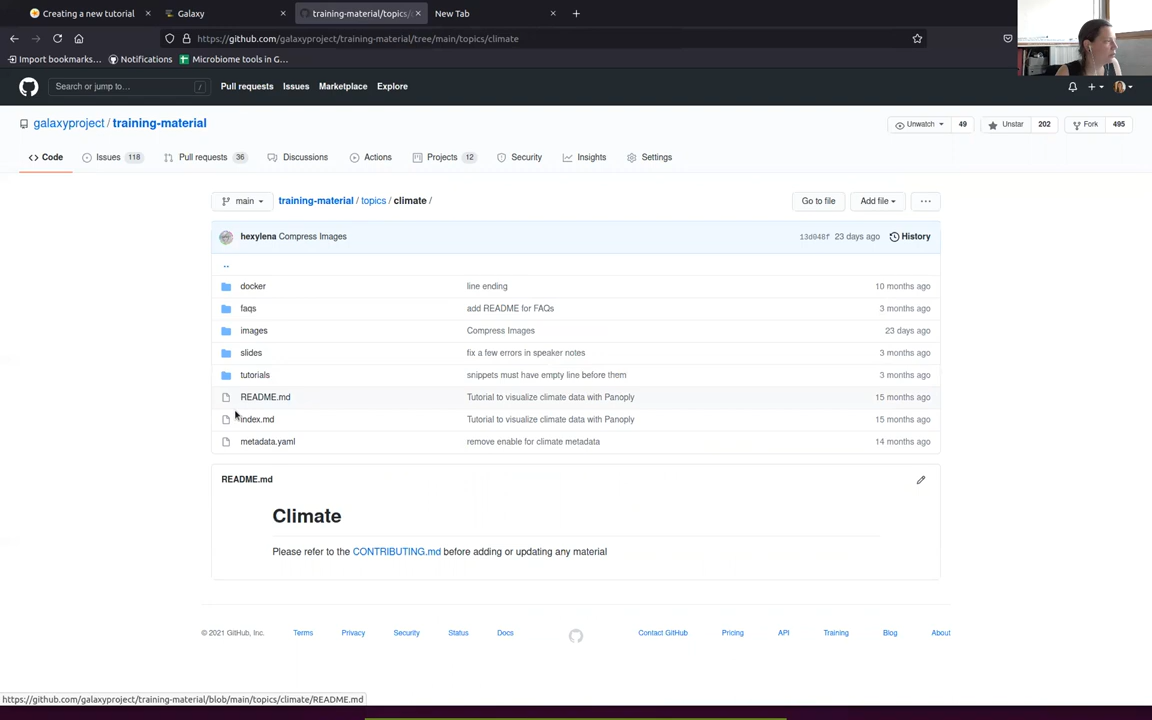 Creating a new tutorial
Galaxy
training-material/topics/
New Tab
https://github.com/galaxyproject/training-material/tree/main/topics/climate
Import bookmarks...
Notifications
Microbiome tools in G...
Search or jump to...
/
Pull requests
Issues
Marketplace
Explore
galaxyproject / training-material
Unwatch
49
Unstar
202
Fork
495
Code
Issues 118
Pull requests 36
Discussions
Actions
Projects 12
Security
Insights
Settings
main
training-material / topics / climate /
Go to file
Add file
...
hexylena Compress Images
13d048f 23 days ago
History
..
docker line ending 10 months ago
faqs add README for FAQs 3 months ago
images Compress Images 23 days ago
slides fix a few errors in speaker notes 3 months ago
tutorials snippets must have empty line before them 3 months ago
README.md Tutorial to visualize climate data with Panoply 15 months ago
index.md Tutorial to visualize climate data with Panoply 15 months ago
metadata.yaml remove enable for climate metadata 14 months ago
README.md
Climate
Please refer to the CONTRIBUTING.md before adding or updating any material
© 2021 GitHub, Inc.
Terms
Privacy
Security
Status
Docs
Contact GitHub
Pricing
API
Training
Blog
About
https://github.com/galaxyproject/training-material/blob/main/topics/climate/README.md